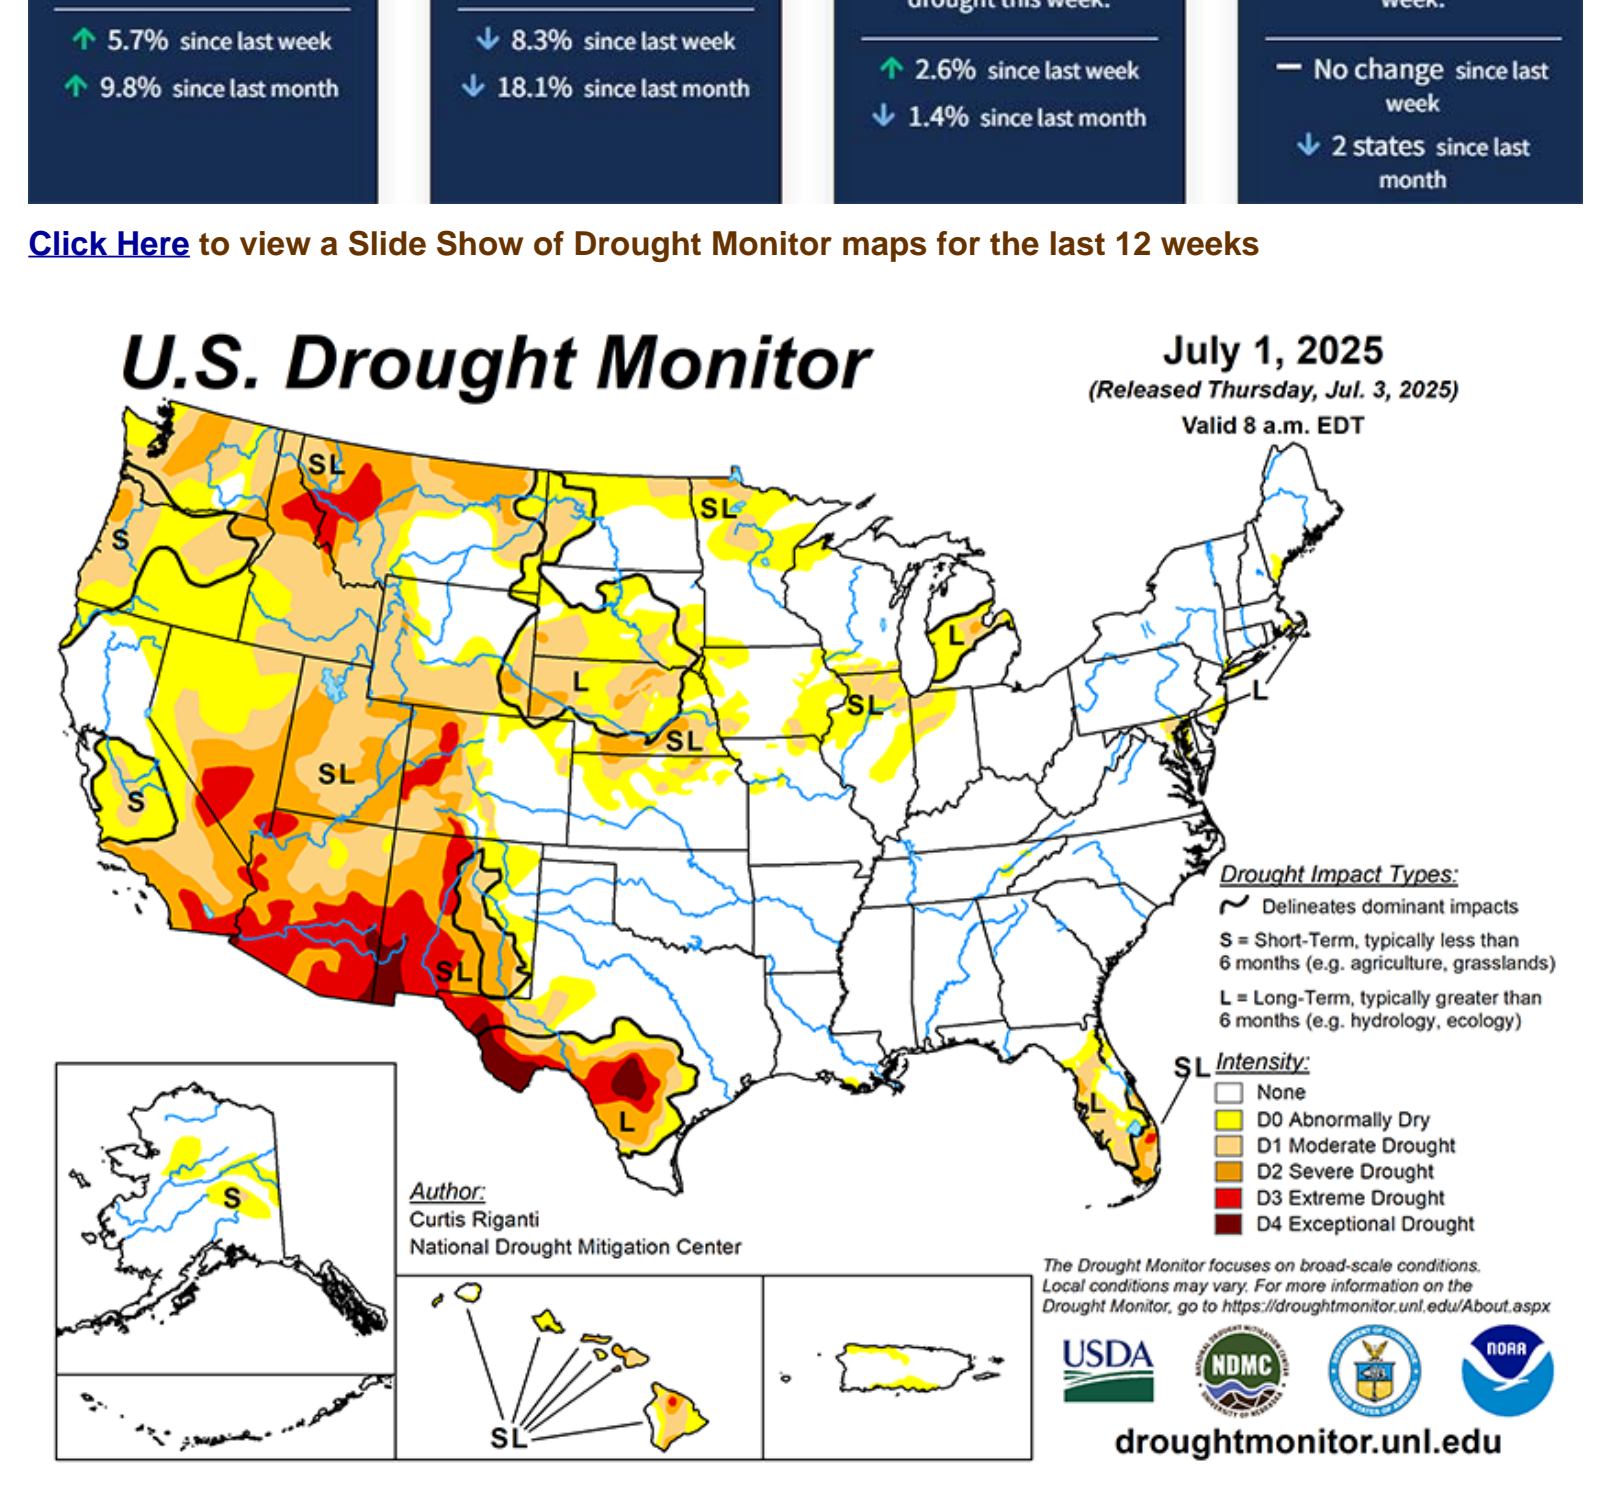 drought this week.
week.
↑ 5.7% since last week
↑ 9.8% since last month
↓ 8.3% since last week
↓ 18.1% since last month
↑ 2.6% since last week
↓ 1.4% since last month
— No change since last
week
↓ 2 states since last
month
Click Here to view a Slide Show of Drought Monitor maps for the last 12 weeks
U.S. Drought Monitor
July 1, 2025
(Released Thursday, Jul. 3, 2025)
Valid 8 a.m. EDT
SL
SL
S
L
L
SL
L
SL
SL
S
SL
SL
L
L
SL
Drought Impact Types:
Delineates dominant impacts
S = Short-Term, typically less than
6 months (e.g. agriculture, grasslands)
L = Long-Term, typically greater than
6 months (e.g. hydrology, ecology)
Intensity:
None
D0 Abnormally Dry
D1 Moderate Drought
D2 Severe Drought
D3 Extreme Drought
D4 Exceptional Drought
S
Author:
Curtis Riganti
National Drought Mitigation Center
SL
The Drought Monitor focuses on broad-scale conditions.
Local conditions may vary. For more information on the
Drought Monitor, go to https://droughtmonitor.unl.edu/About.aspx
USDA
NDMC
DEPARTMENT OF COMMERCE
UNITED STATES OF AMERICA
NOAA
droughtmonitor.unl.edu